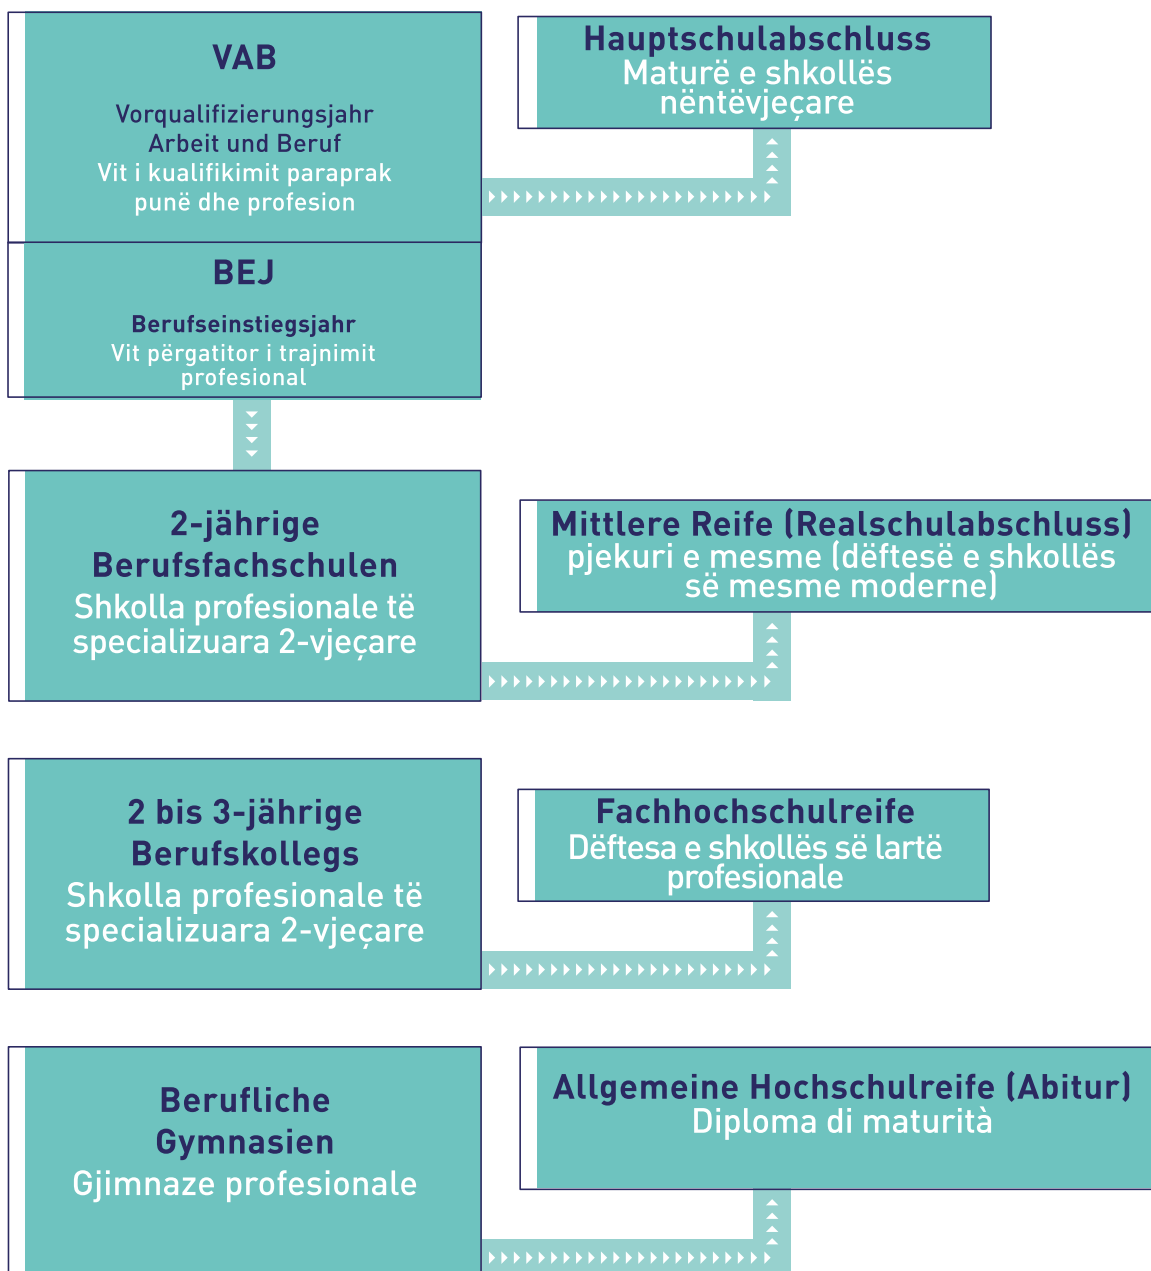 VAB
Vorqualifizierungsjahr
Arbeit und Beruf
Vit i kualifikimit paraprak
punë dhe profesion
Hauptschulabschluss
Maturë e shkollës
nëntëvjeçare
BEJ
Berufseinstiegsjahr
Vit përgatitor i trajnimit
profesional
2-jährige
Berufsfachschulen
Shkolla profesionale të
specializuara 2-vjeçare
Mittlere Reife (Realschulabschluss)
pjekuri e mesme (dëftesë e shkollës
së mesme moderne)
2 bis 3-jährige
Berufskollegs
Shkolla profesionale të
specializuara 2-vjeçare
Fachhochschulreife
Dëftesa e shkollës së lartë
profesionale
Berufliche
Gymnasien
Gjimnaze profesionale
Allgemeine Hochschulreife (Abitur)
Diploma di maturità